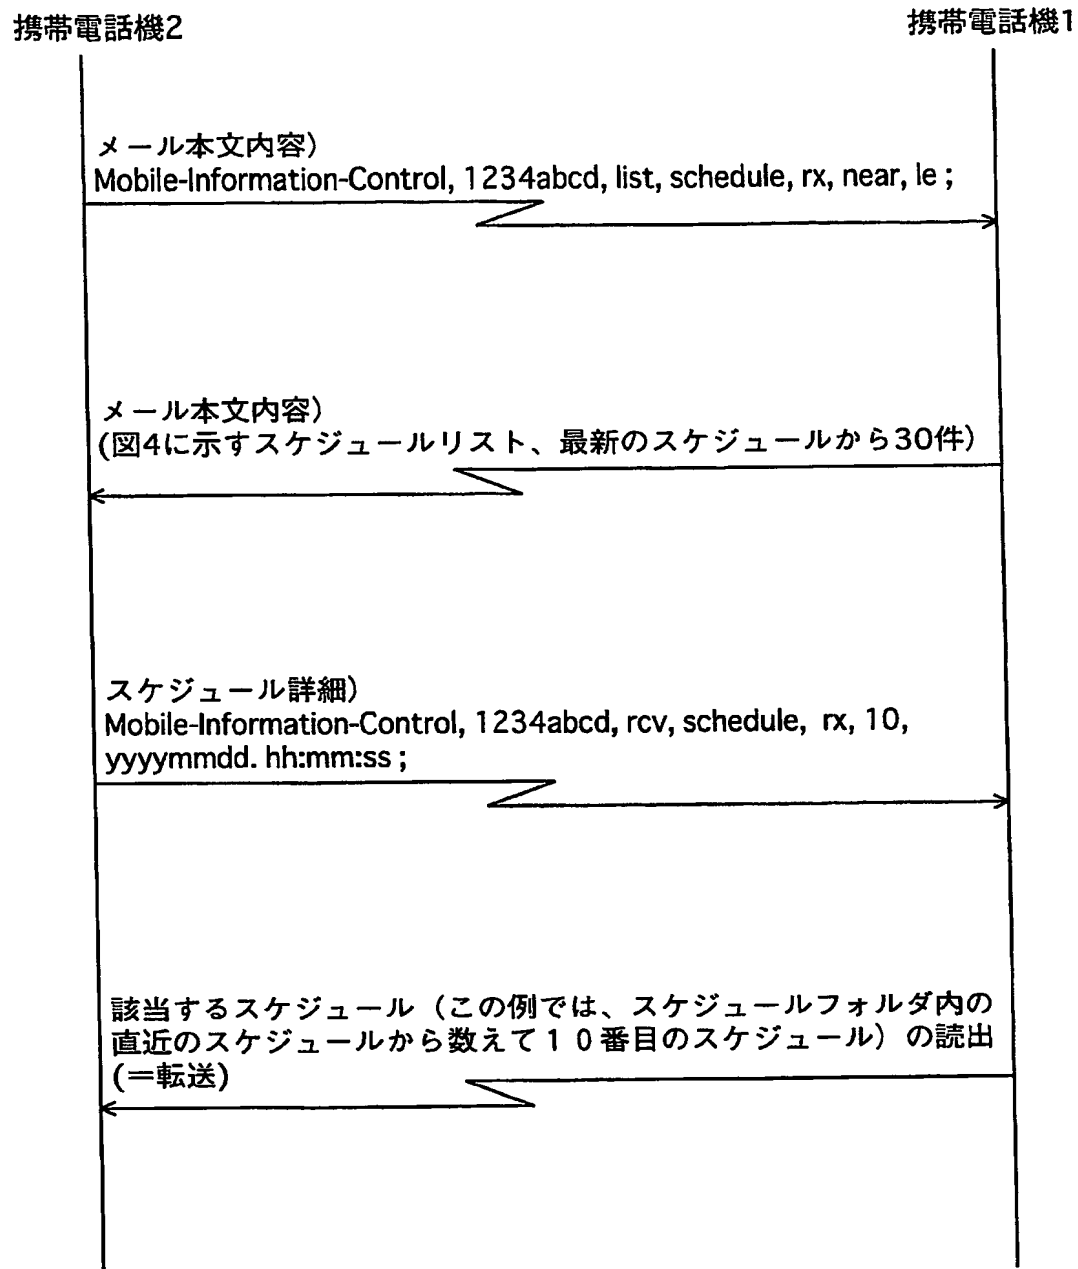 携帯電話機2
携帯電話機1
メール本文内容)
Mobile-Information-Control, 1234abcd, list, schedule, rx, near, le ;
メール本文内容)
(図4に示すスケジュールリスト、最新のスケジュールから30件)
スケジュール詳細)
Mobile-Information-Control, 1234abcd, rcv, schedule, rx, 10,
yyyymmdd. hh:mm:ss ;
該当するスケジュール（この例では、スケジュールフォルダ内の
直近のスケジュールから数えて１０番目のスケジュール）の読出
(＝転送)